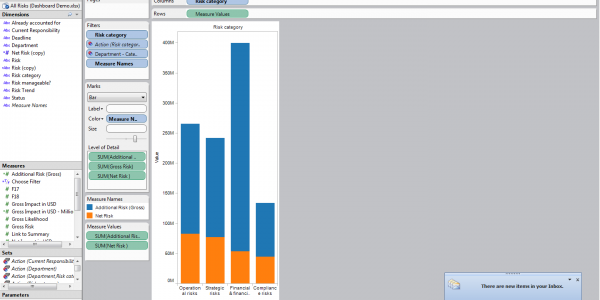 Pages
Columns
Risk category
All Risks (Dashboard Demo.xlsx)
Rows
Measure Values
Dimensions
Already accounted for
Current Responsibility
Deadline
Department
Net Risk (copy)
Risk
Risk (copy)
Risk category
Risk manageable?
Risk Trend
Status
Measure Names
Measures
Additional Risk (Gross)
Choose Filter
F17
F18
Gross Impact in USD
Gross Impact in USD - Millio
Gross Likelihood
Gross Risk
Link to Summary
Sets
Action (Current Responsibil
Action (Department)
Action (Department,Risk cate
Parameters
Filters
Risk category
Action (Risk categor..
Department - Cate..
Measure Names
Marks
Bar
Label+
Color+
Measure N..
Size
Level of Detail
SUM(Additional ..
SUM(Gross Risk)
SUM(Net Risk )
Measure Names
Additional Risk (Gross)
Net Risk
Measure Values
SUM(Additional Ris..
SUM(Net Risk )
Risk category
400M
350M
300M
250M
200M
150M
100M
50M
0M
Value
Operation
al risks
Strategic
risks
Financial
& financi..
Complianc
e risks
There are new items in your Inbox.